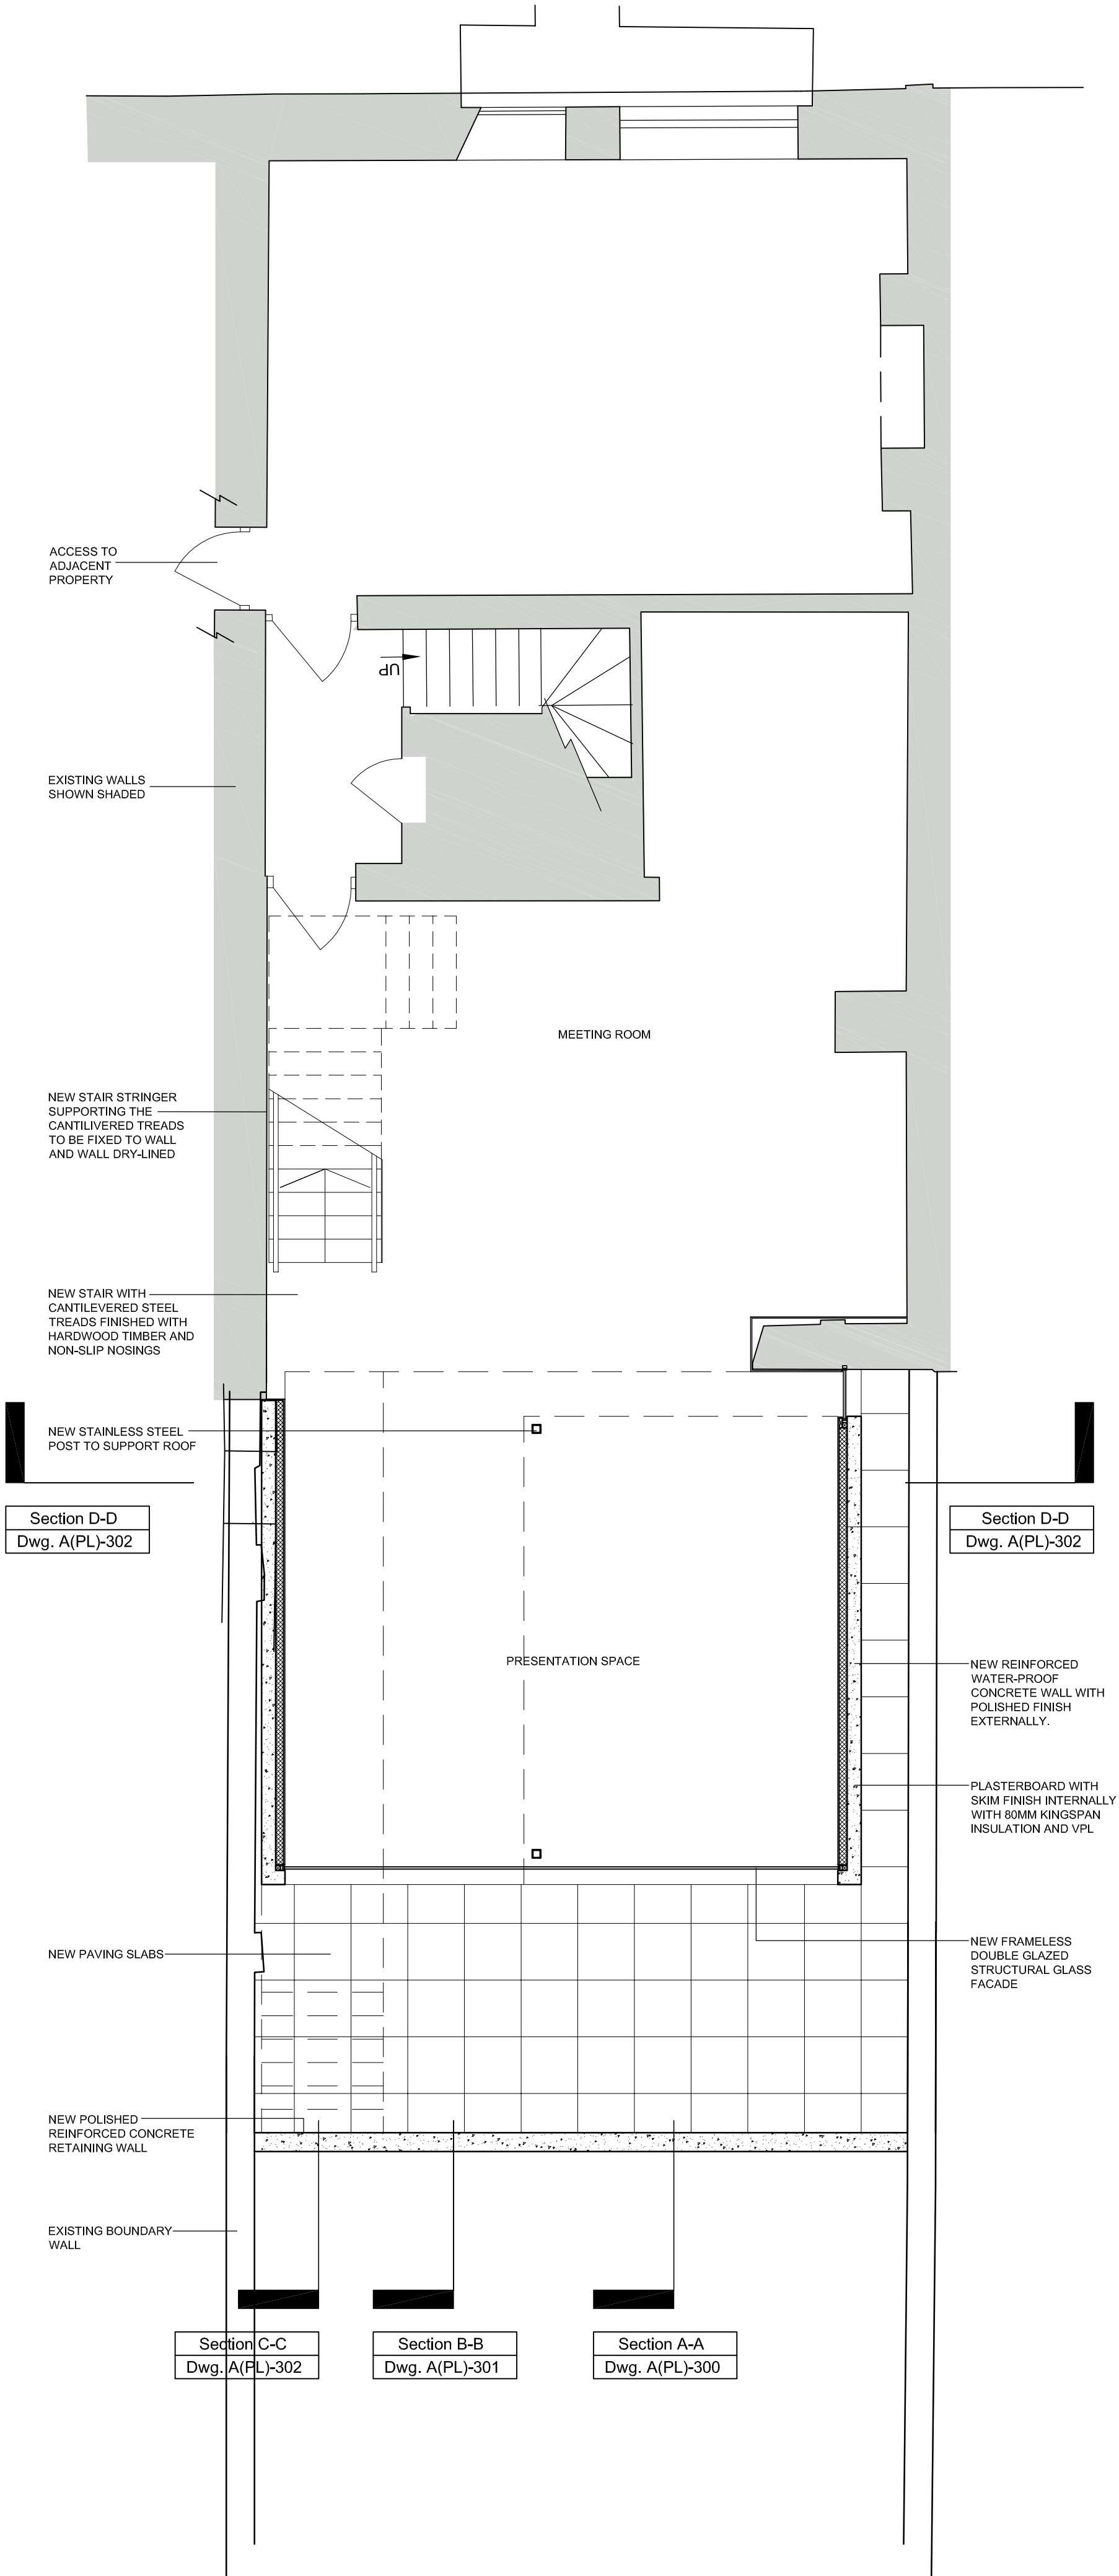 ACCESS TO
ADJACENT
PROPERTY
UP
EXISTING WALLS
SHOWN SHADED
MEETING ROOM
NEW STAIR STRINGER
SUPPORTING THE
CANTILIVERED TREADS
TO BE FIXED TO WALL
AND WALL DRY-LINED
NEW STAIR WITH
CANTILEVERED STEEL
TREADS FINISHED WITH
HARDWOOD TIMBER AND
NON-SLIP NOSINGS
NEW STAINLESS STEEL
POST TO SUPPORT ROOF
Section D-D
Dwg. A(PL)-302
Section D-D
Dwg. A(PL)-302
PRESENTATION SPACE
NEW REINFORCED
WATER-PROOF
CONCRETE WALL WITH
POLISHED FINISH
EXTERNALLY.
PLASTERBOARD WITH
SKIM FINISH INTERNALLY
WITH 80MM KINGSPAN
INSULATION AND VPL
NEW FRAMELESS
DOUBLE GLAZED
STRUCTURAL GLASS
FACADE
NEW PAVING SLABS
NEW POLISHED
REINFORCED CONCRETE
RETAINING WALL
EXISTING BOUNDARY
WALL
Section C-C
Dwg. A(PL)-302
Section B-B
Dwg. A(PL)-301
Section A-A
Dwg. A(PL)-300